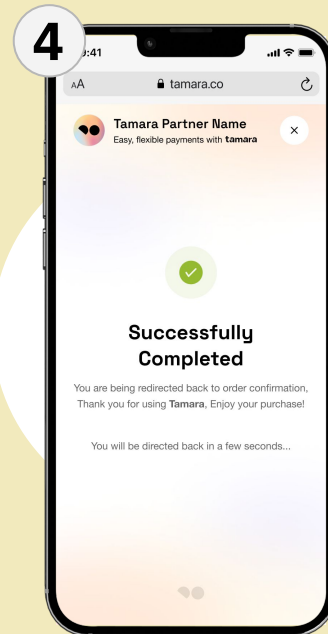 4
:41
AA tamara.co
Tamara Partner Name
Easy, flexible payments with tamara
Successfully
Completed
You are being redirected back to order confirmation,
Thank you for using Tamara, Enjoy your purchase!
You will be directed back in a few seconds...